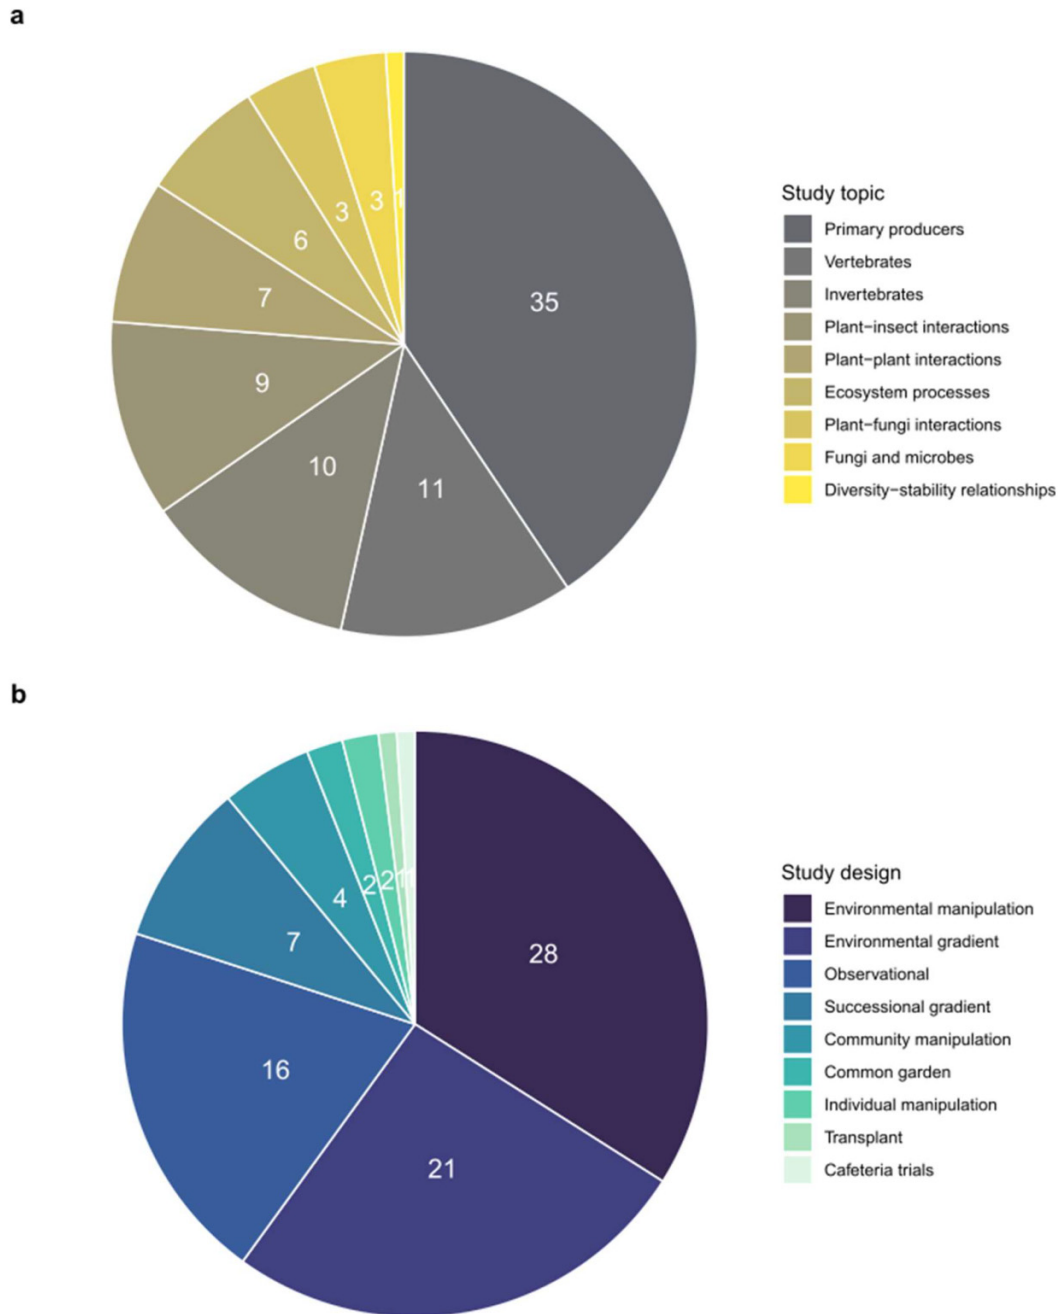 a
35
11
10
9
7
6
3
3
1
Study topic
Primary producers
Vertebrates
Invertebrates
Plant−insect interactions
Plant−plant interactions
Ecosystem processes
Plant−fungi interactions
Fungi and microbes
Diversity−stability relationships
b
28
21
16
7
4
2
2
1
1
Study design
Environmental manipulation
Environmental gradient
Observational
Successional gradient
Community manipulation
Common garden
Individual manipulation
Transplant
Cafeteria trials